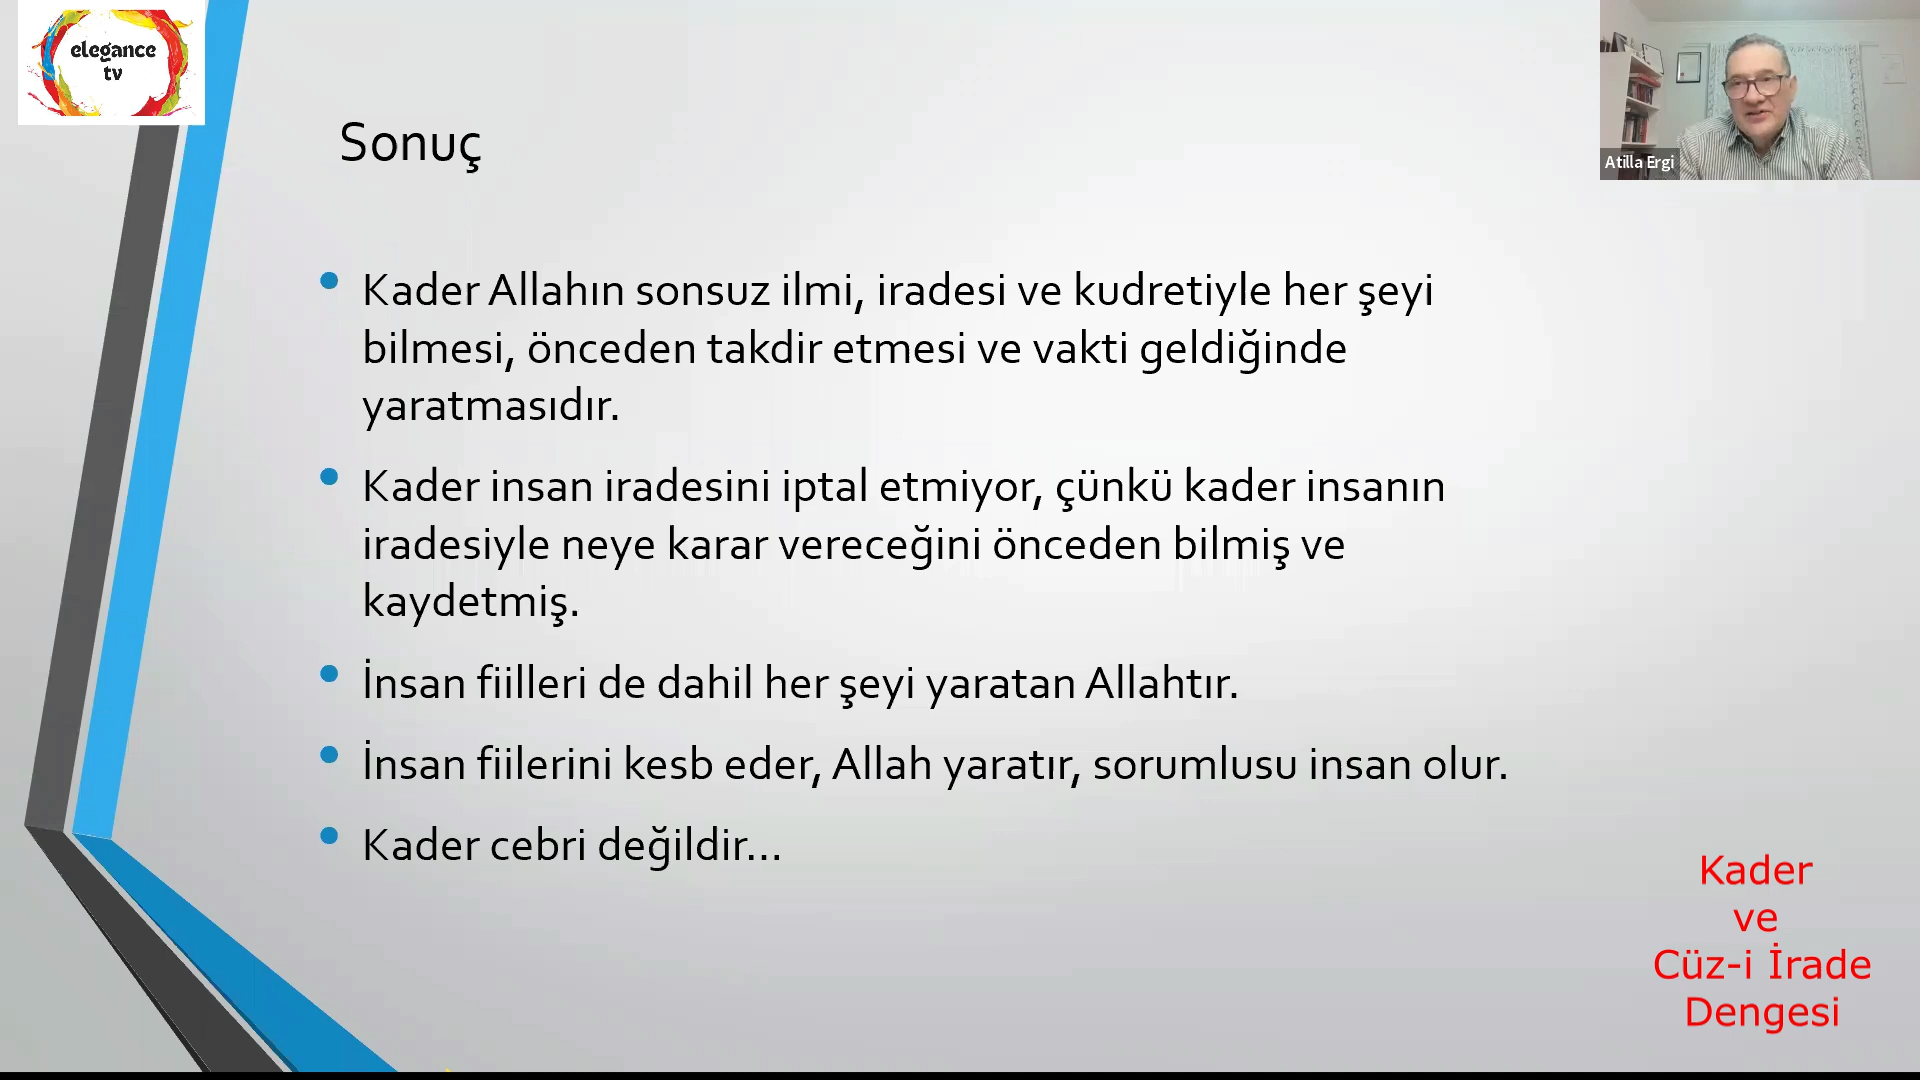 elegance
tv
Atilla Ergi
Sonuç
• Kader Allahın sonsuz ilmi, iradesi ve kudretiyle her şeyi
bilmesi, önceden takdir etmesi ve vakti geldiğinde
yaratmasıdır.
• Kader insan iradesini iptal etmiyor, çünkü kader insanın
iradesiyle neye karar vereceğini önceden bilmiş ve
kaydetmiş.
• İnsan fiilleri de dahil her şeyi yaratan Allahtır.
• İnsan fiilerini kesb eder, Allah yaratır, sorumlusu insan olur.
• Kader cebri değildir...
Kader
ve
Cüz-i İrade
Dengesi